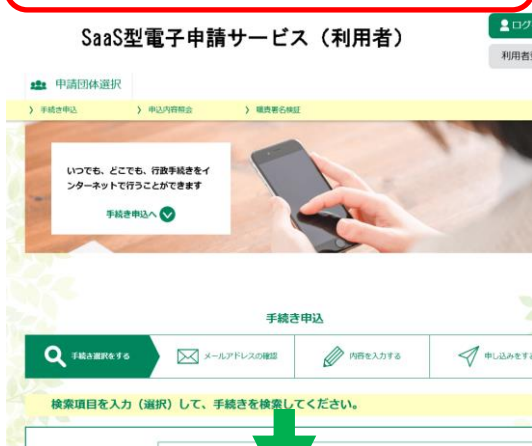 SaaS型電子申請サービス（利用者）
ログ
利用者
申請団体選択
手続き申込
申込内容照会
職責署名検証
いつでも、どこでも、行政手続きをイ
ンターネットで行うことができます
手続き申込へ
手続き申込
手続き選択をする
メールアドレスの確認
内容を入力する
申し込みをする
検索項目を入力（選択）して、手続きを検索してください。